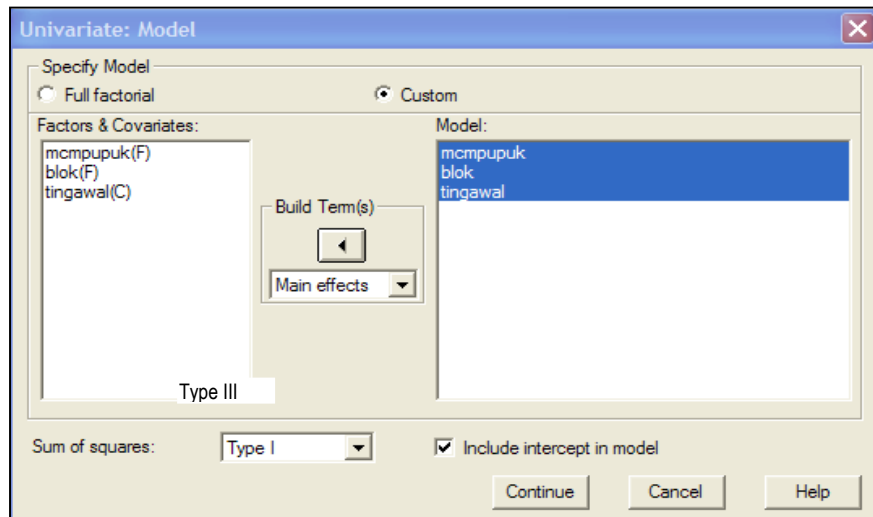 Univariate: Model
Specify Model
Full factorial
Custom
Factors & Covariates:
mcmpupuk(F)
blok(F)
tingawal(C)
Build Term(s)
Main effects
Model:
mcmpupuk
blok
tingawal
Type III
Sum of squares:
Type I
Include intercept in model
Continue
Cancel
Help